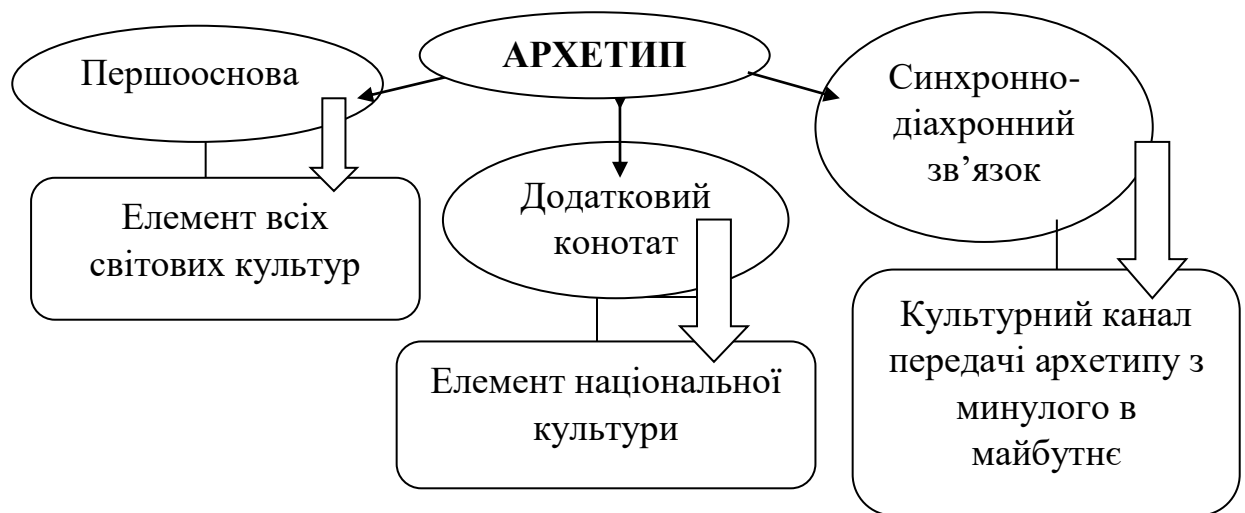 АРХЕТИП
Першооснова
Елемент всіх
світових культур
Додатковий
конотат
Елемент національної
культури
Синхронно-
діахронний
зв’язок
Культурний канал
передачі архетипу з
минулого в
майбутнє